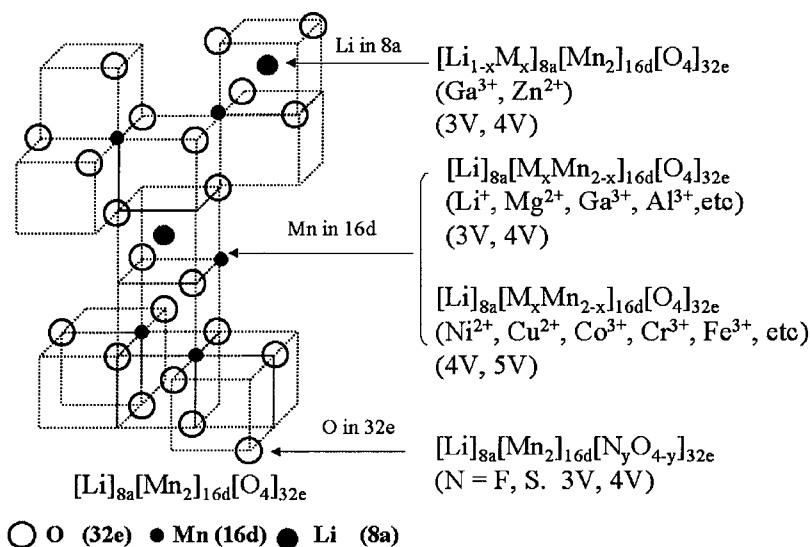 Li in 8a
[Li1-xMx]8a[Mn2]16d[O4]32e
(Ga3+, Zn2+)
(3V, 4V)
[Li]8a[MxMn2-x]16d[O4]32e
(Li+, Mg2+, Ga3+, Al3+,etc)
(3V, 4V)
Mn in 16d
[Li]8a[MxMn2-x]16d[O4]32e
(Ni2+, Cu2+, Co3+, Cr3+, Fe3+, etc)
(4V, 5V)
O in 32e
[Li]8a[Mn2]16d[NyO4-y]32e
(N = F, S. 3V, 4V)
[Li]8a[Mn2]16d[O4]32e
O (32e) Mn (16d) Li (8a)